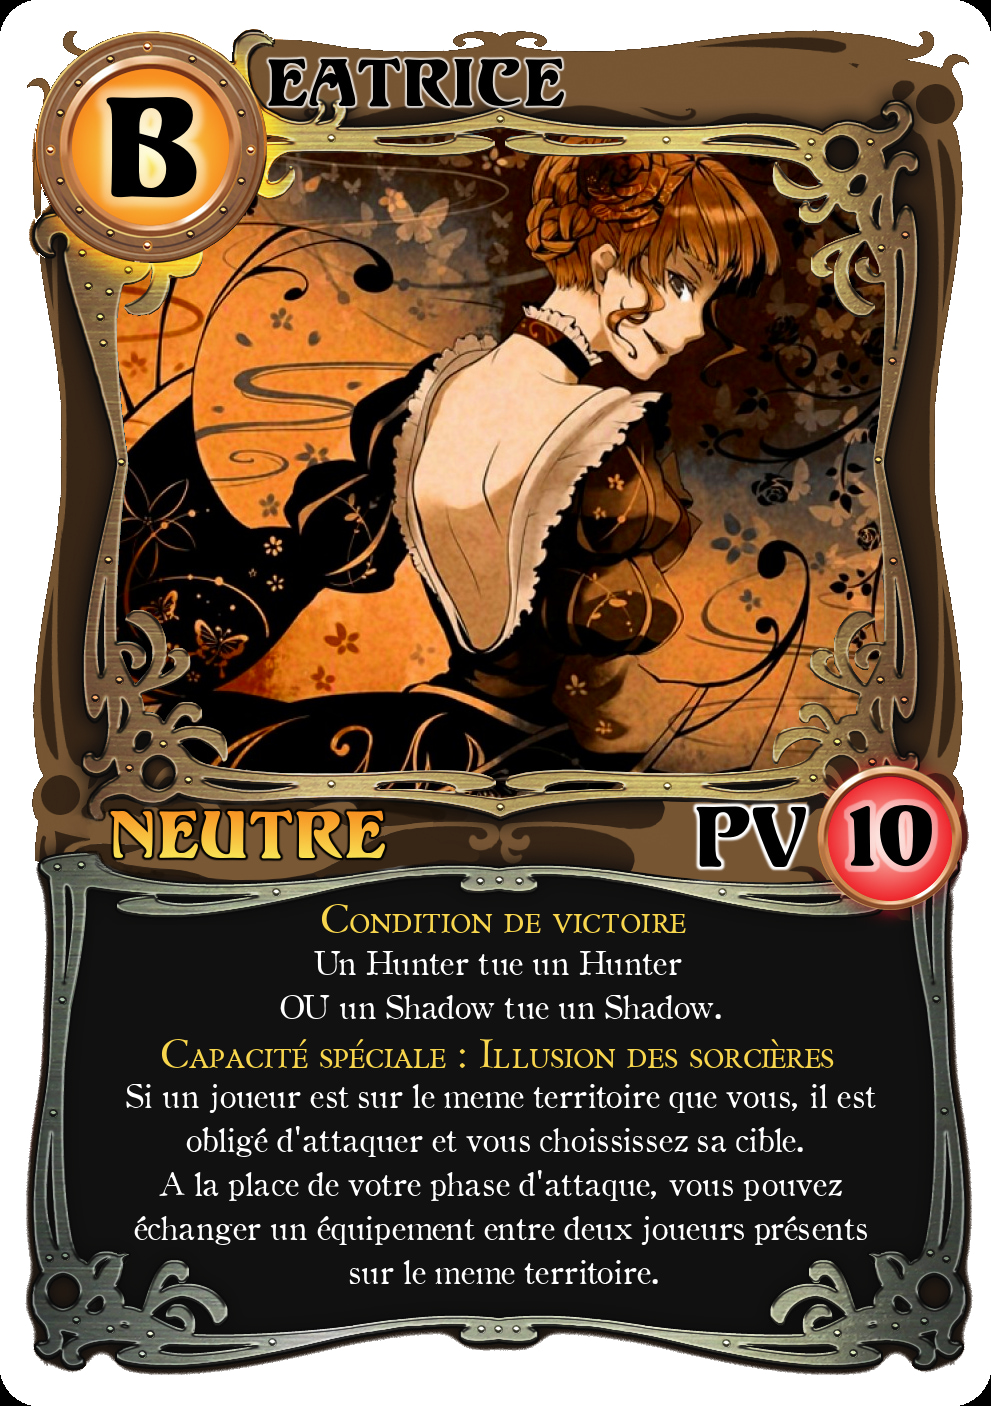 BEATRICE
NEUTRE
PV 10
Condition de victoire
Un Hunter tue un Hunter
OU un Shadow tue un Shadow.
Capacité spéciale : Illusion des sorcières
Si un joueur est sur le meme territoire que vous, il est
obligé d'attaquer et vous choississez sa cible.
A la place de votre phase d'attaque, vous pouvez
échanger un équipement entre deux joueurs présents
sur le meme territoire.